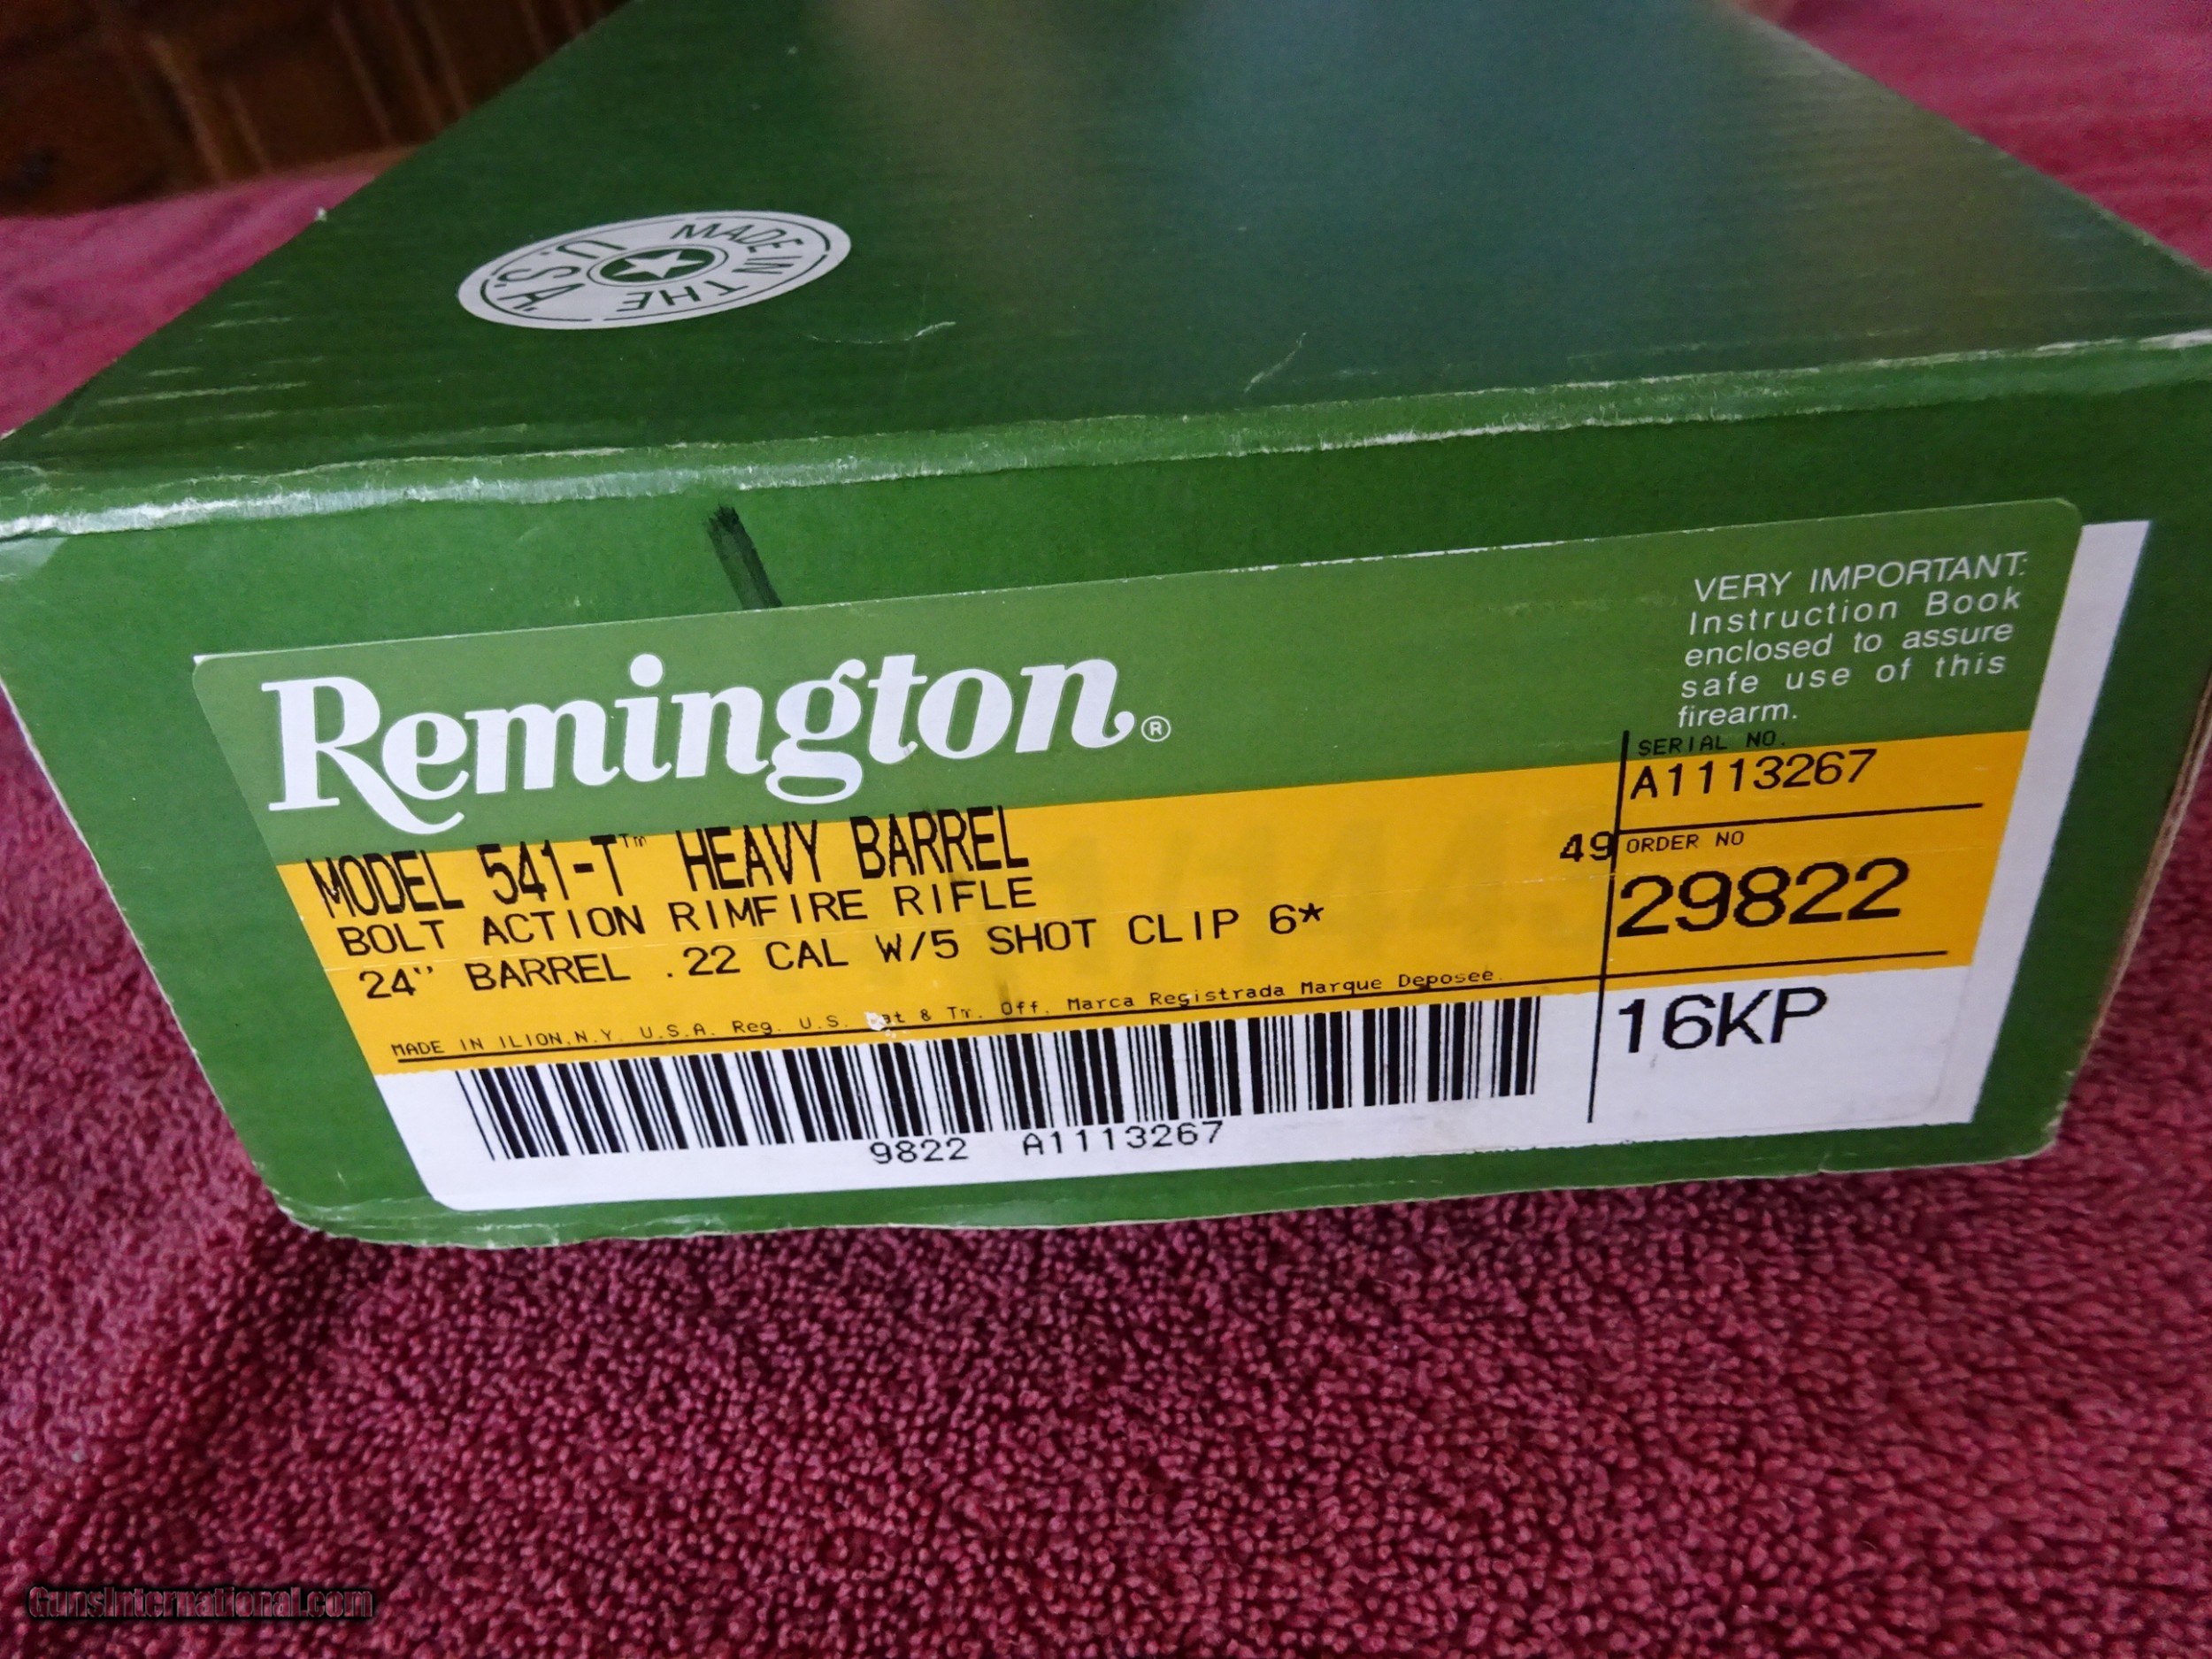 MADE IN THE U.S.A.
VERY IMPORTANT:
Instruction Book
enclosed to assure
safe use of this
firearm.
Remington®
SERIAL NO.
A1113267
MODEL 541-T™ HEAVY BARREL
49 ORDER NO
29822
BOLT ACTION RIMFIRE RIFLE
24" BARREL .22 CAL W/5 SHOT CLIP 6*
MADE IN ILION, N.Y. U.S.A. Reg. U.S. Pat & Tr. Off. Marca Registrada Marque Deposee.
16KP
9822 A1113267
GunsInternational.com